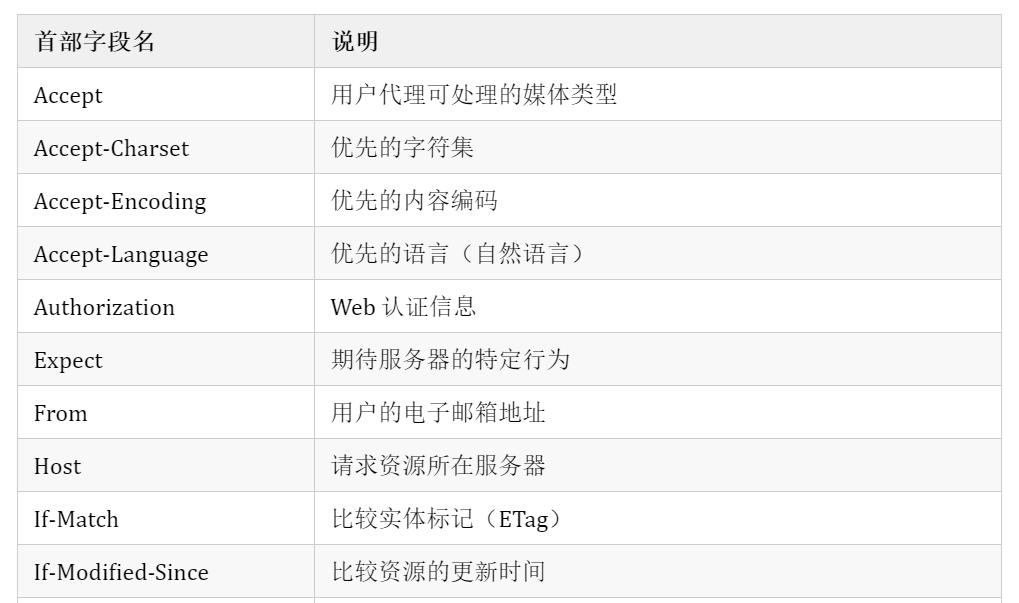 首部字段名 说明
Accept 用户代理可处理的媒体类型
Accept-Charset 优先的字符集
Accept-Encoding 优先的内容编码
Accept-Language 优先的语言（自然语言）
Authorization Web 认证信息
Expect 期待服务器的特定行为
From 用户的电子邮箱地址
Host 请求资源所在服务器
If-Match 比较实体标记（ETag）
If-Modified-Since 比较资源的更新时间